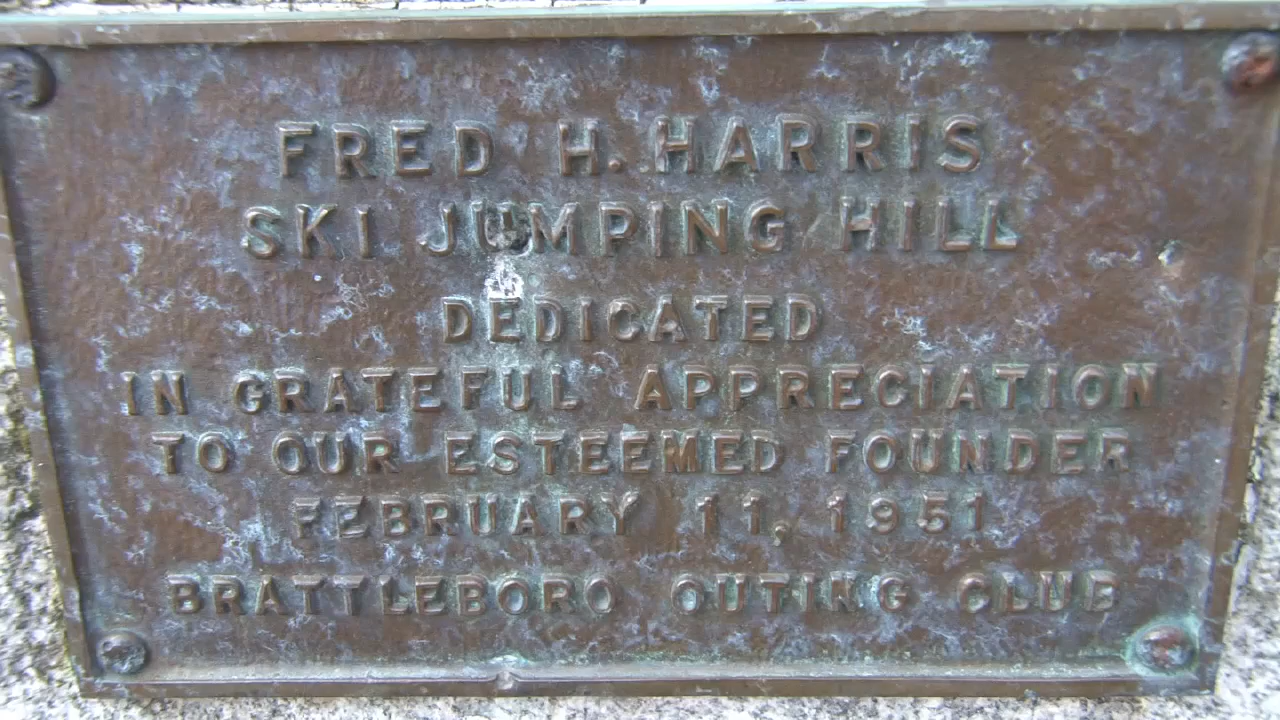 FRED H. HARRIS
SKI JUMPING HILL
DEDICATED
IN GRATEFUL APPRECIATION
TO OUR ESTEEMED FOUNDER
FEBRUARY 11, 1951
BRATTLEBORO OUTING CLUB